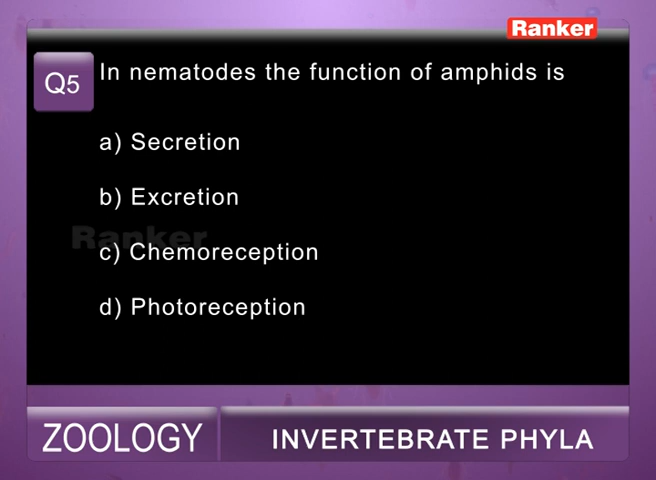 Ranker
Q5 In nematodes the function of amphids is
a) Secretion
b) Excretion
Ranker
c) Chemoreception
d) Photoreception
ZOOLOGY INVERTEBRATE PHYLA